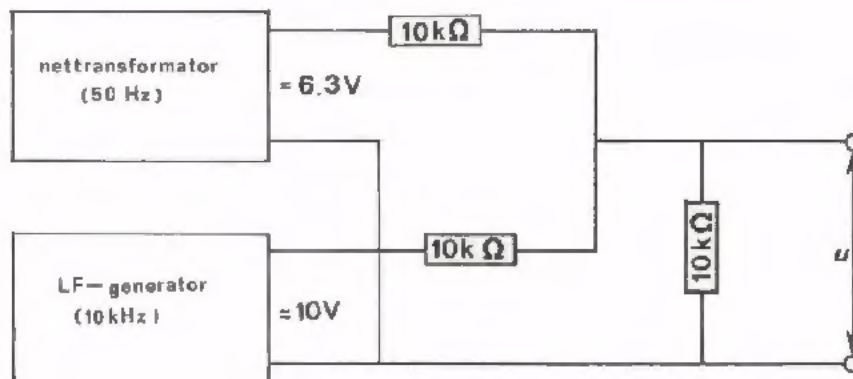 10kΩ
nettransformator
(50 Hz)
≈ 6.3V
10k Ω
10kΩ
u
LF-generator
(10kHz)
≈10V